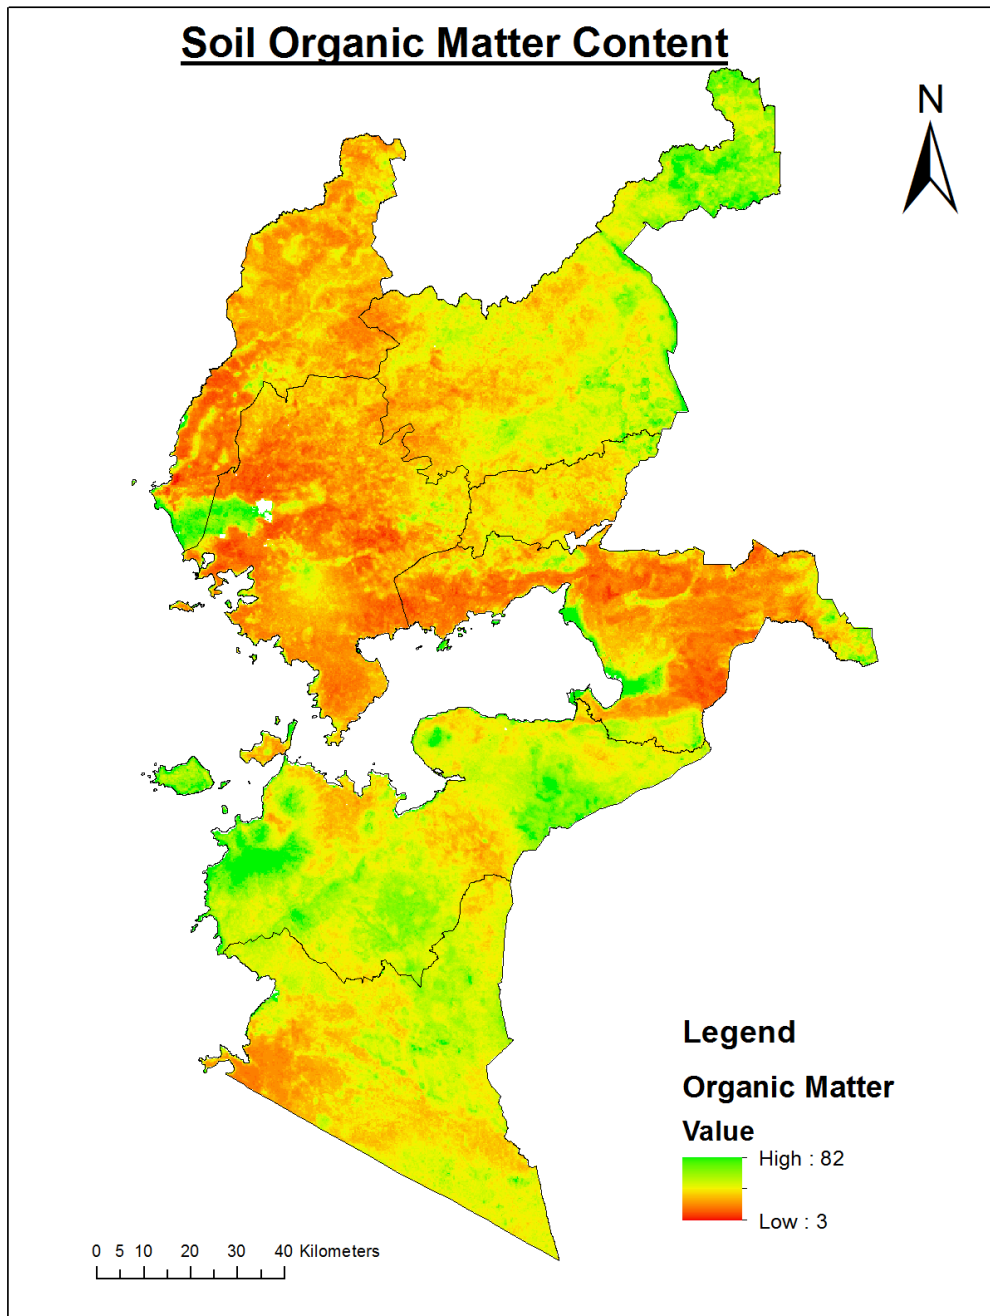 Soil Organic Matter Content
N
Legend
Organic Matter
Value
High : 82
Low : 3
0 5 10 20 30 40 Kilometers